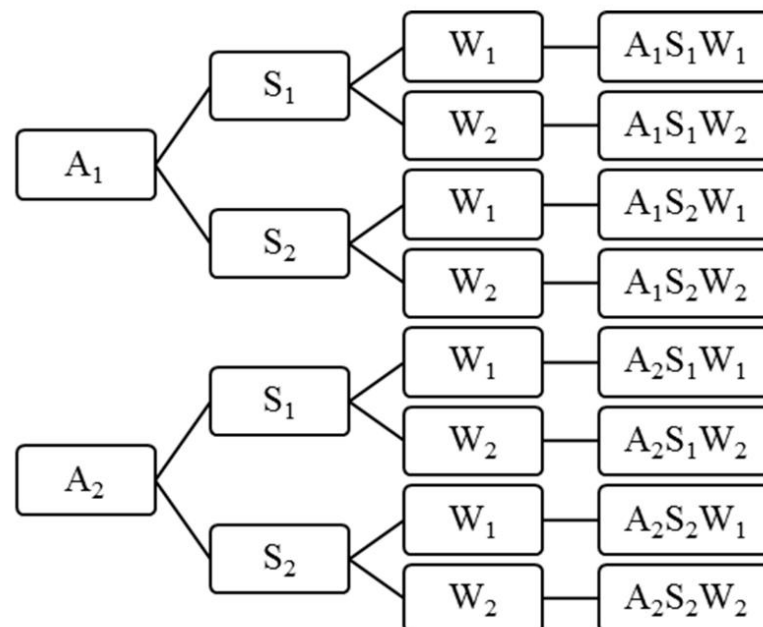 W₁ A₁S₁W₁
S₁
W₂ A₁S₁W₂
A₁
W₁ A₁S₂W₁
S₂
W₂ A₁S₂W₂
W₁ A₂S₁W₁
S₁
W₂ A₂S₁W₂
A₂
W₁ A₂S₂W₁
S₂
W₂ A₂S₂W₂